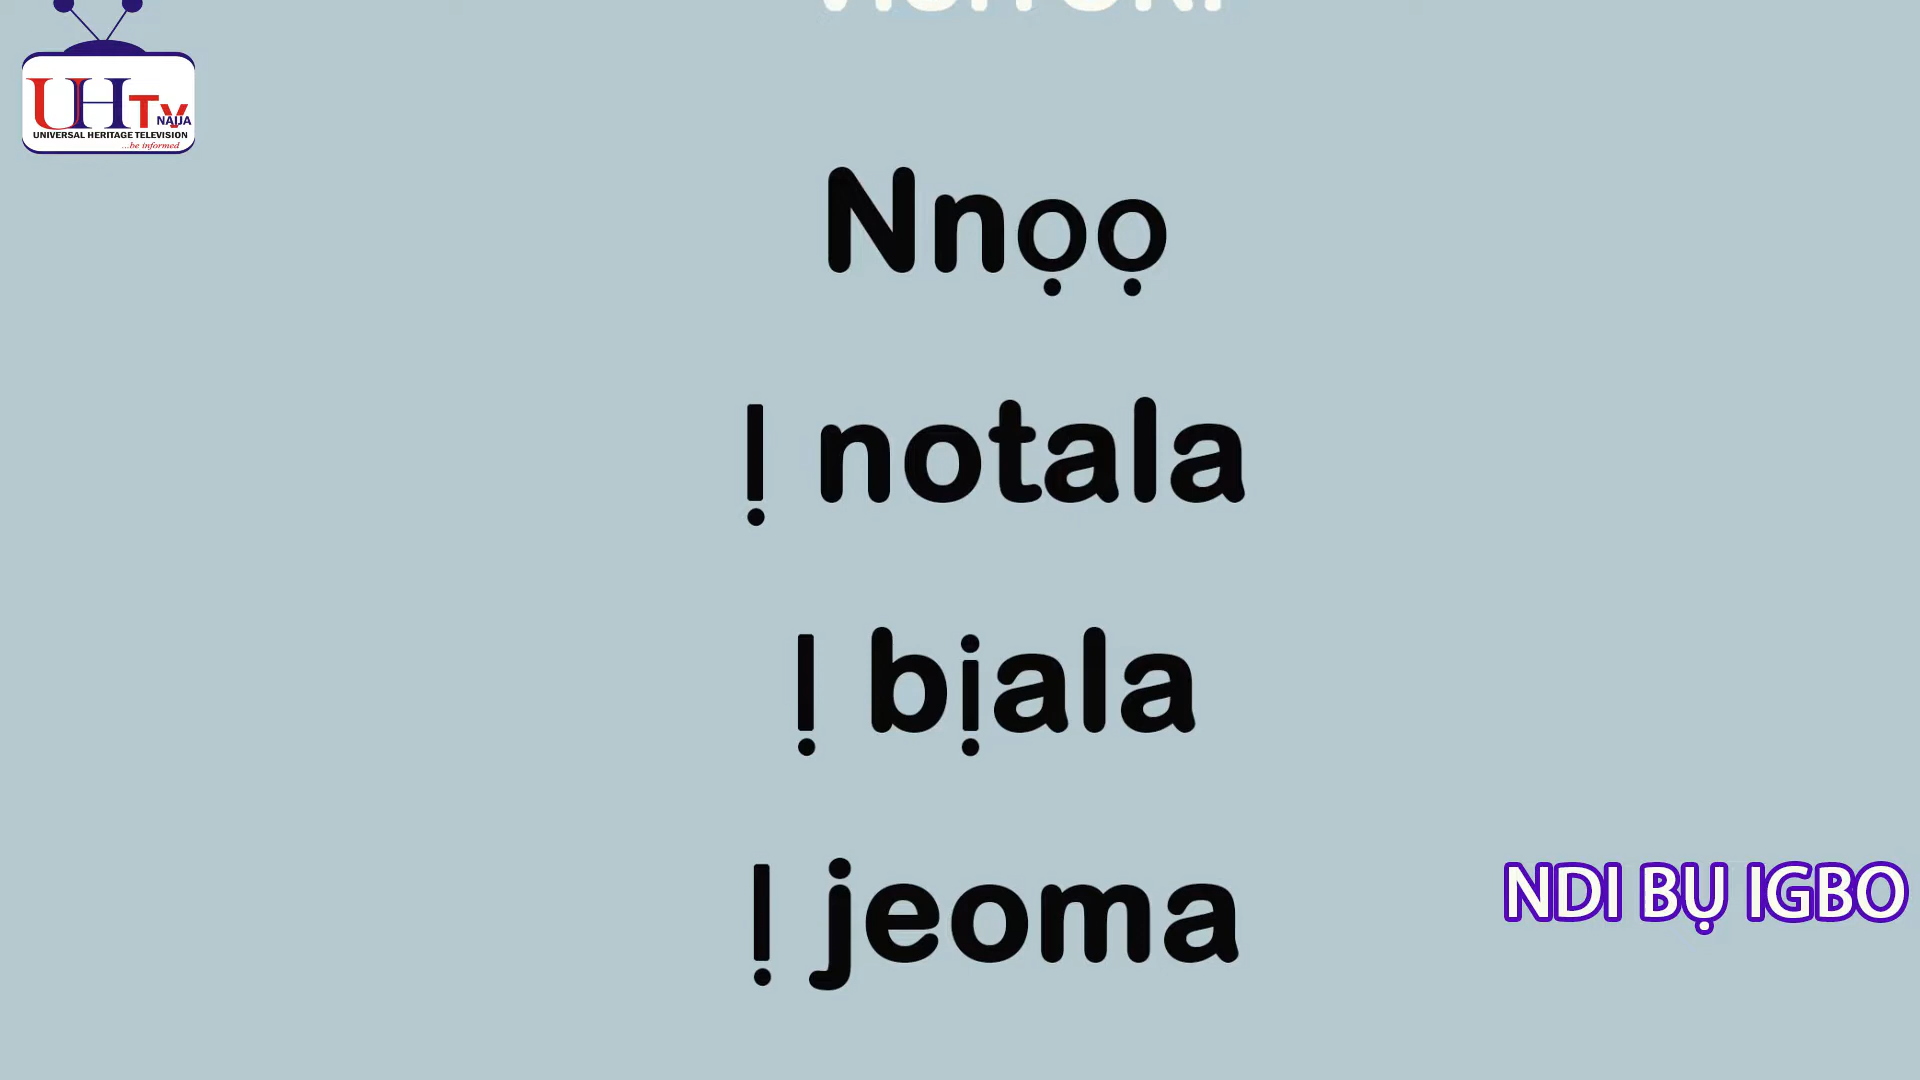 UHTv
NAIJA
UNIVERSAL HERITAGE TELEVISION
...be informed
Nnọọ
Ị notala
Ị bịala
Ị jeoma
NDI BỤ IGBO